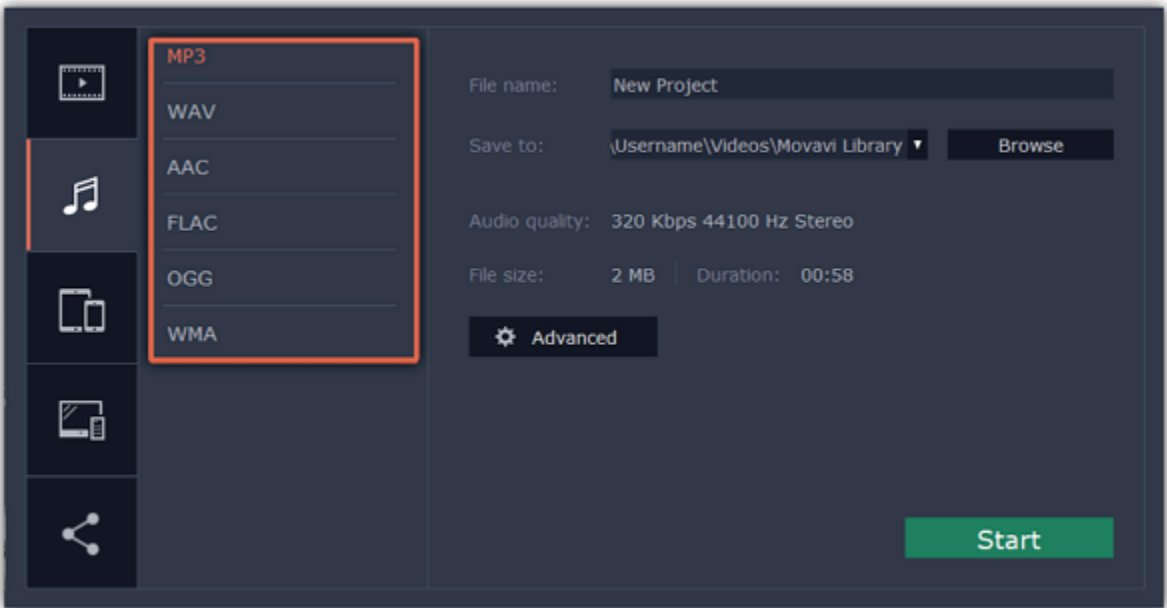 MP3
WAV
AAC
FLAC
OGG
WMA
File name: New Project
Save to: \Username\Videos\Movavi Library Browse
Audio quality: 320 Kbps 44100 Hz Stereo
File size: 2 MB Duration: 00:58
Advanced
Start